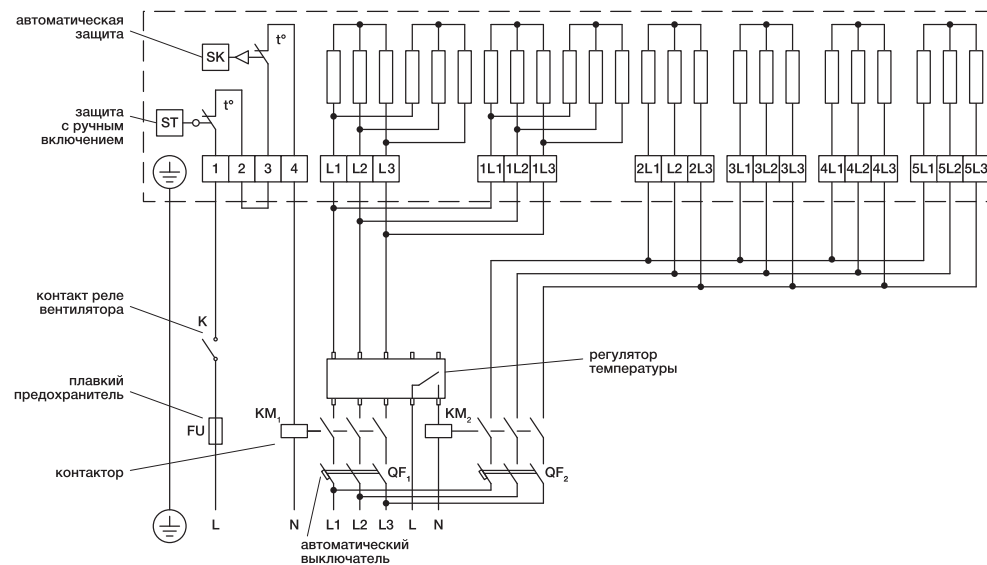 автоматическая
защита
SK
t°
защита
с ручным
включением
ST
t°
1 2 3 4
L1 L2 L3
1L1 1L2 1L3
2L1 L2 2L3
3L1 3L2 3L3
4L1 4L2 4L3
5L1 5L2 5L3
контакт реле
вентилятора
K
регулятор
температуры
плавкий
предохранитель
FU
KM1
KM2
контактор
QF1
QF2
L N L1 L2 L3 L N
автоматический
выключатель